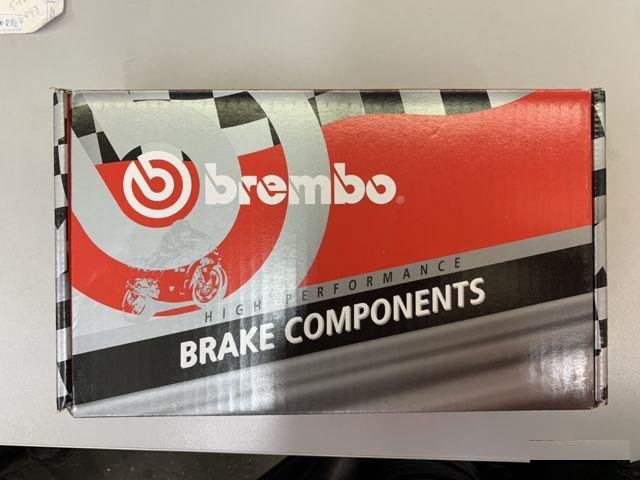 brembo®
HIGH PERFORMANCE
BRAKE COMPONENTS